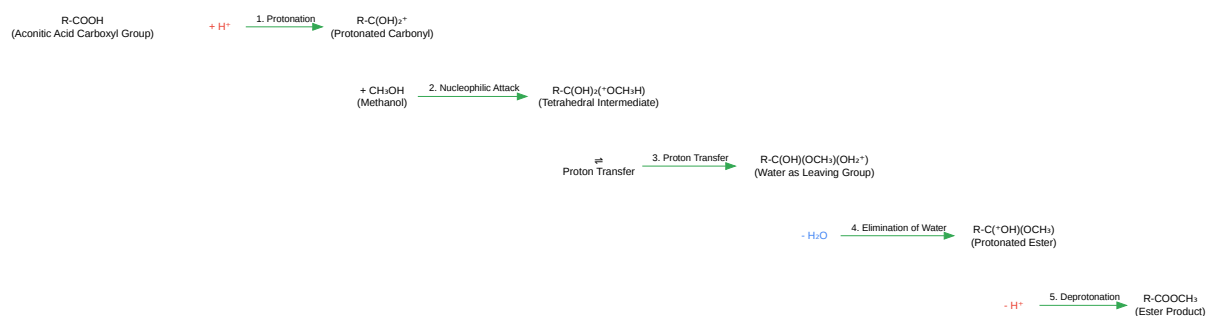 R-COOH
(Aconitic Acid Carboxyl Group)
+ H⁺
1. Protonation
R-C(OH)₂⁺
(Protonated Carbonyl)
+ CH₃OH
(Methanol)
2. Nucleophilic Attack
R-C(OH)₂(⁺OCH₃H)
(Tetrahedral Intermediate)
⇌
Proton Transfer
3. Proton Transfer
R-C(OH)(OCH₃)(OH₂⁺)
(Water as Leaving Group)
- H₂O
4. Elimination of Water
R-C(⁺OH)(OCH₃)
(Protonated Ester)
- H⁺
5. Deprotonation
R-COOCH₃
(Ester Product)